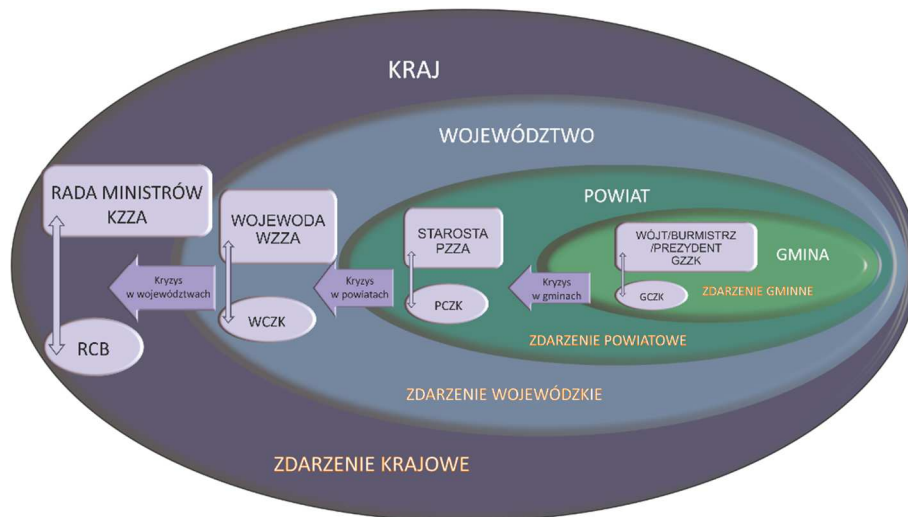 KRAJ
WOJEWÓDZTWO
POWIAT
GMINA
RADA MINISTRÓW
KZZA
WOJEWODA
WZZA
STAROSTA
PZZA
WÓJT/BURMISTRZ
/PREZYDENT
GZZK
Kryzys
w województwach
Kryzys
w powiatach
Kryzys
w gminach
RCB
WCZK
PCZK
GCZK
ZDARZENIE GMINNE
ZDARZENIE POWIATOWE
ZDARZENIE WOJEWÓDZKIE
ZDARZENIE KRAJOWE